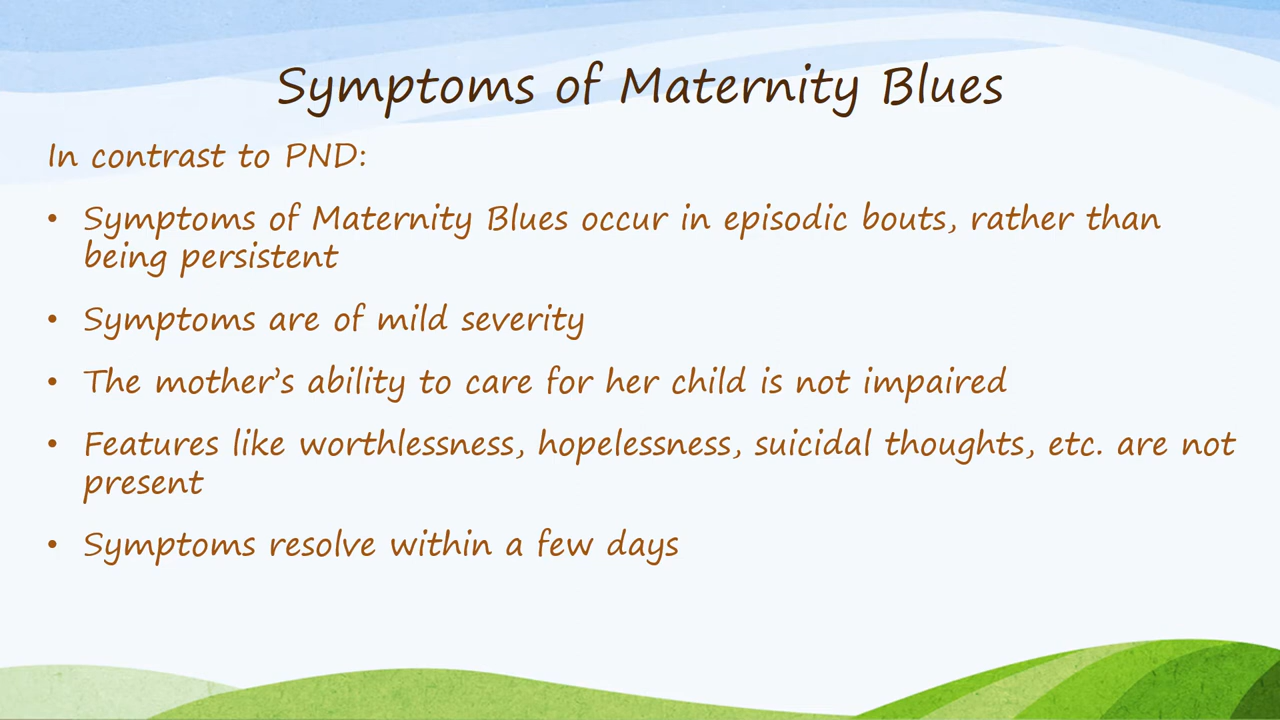 Symptoms of Maternity Blues
In contrast to PND:
• Symptoms of Maternity Blues occur in episodic bouts, rather than
being persistent
• Symptoms are of mild severity
• The mother’s ability to care for her child is not impaired
• Features like worthlessness, hopelessness, suicidal thoughts, etc. are not
present
• Symptoms resolve within a few days